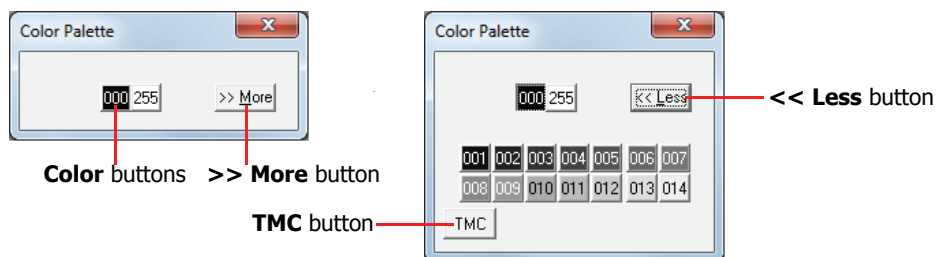 Color Palette
000 255 >> More
Color buttons >> More button
Color Palette
000 255 << Less
<< Less button
001 002 003 004 005 006 007
008 009 010 011 012 013 014
TMC button
TMC